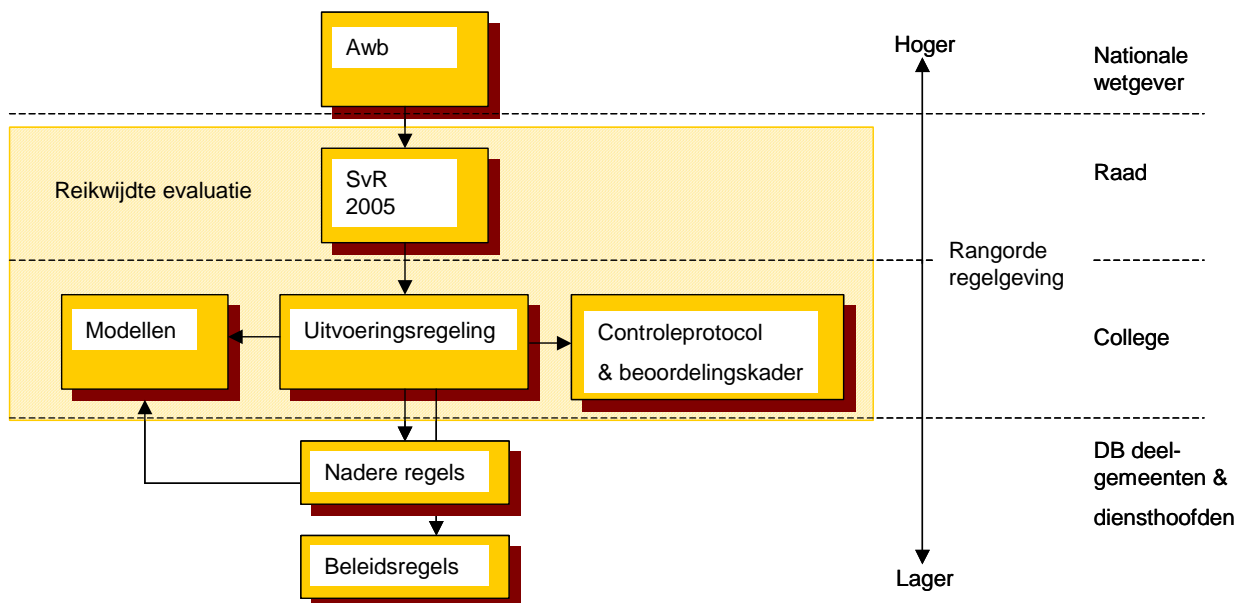 Awb
Hoger
Nationale
wetgever
Reikwijdte evaluatie
SvR
2005
Raad
Rangorde
regelgeving
Modellen
Uitvoeringsregeling
Controleprotocol
& beoordelingskader
College
Nadere regels
DB deel-
gemeenten &
diensthoofden
Beleidsregels
Lager